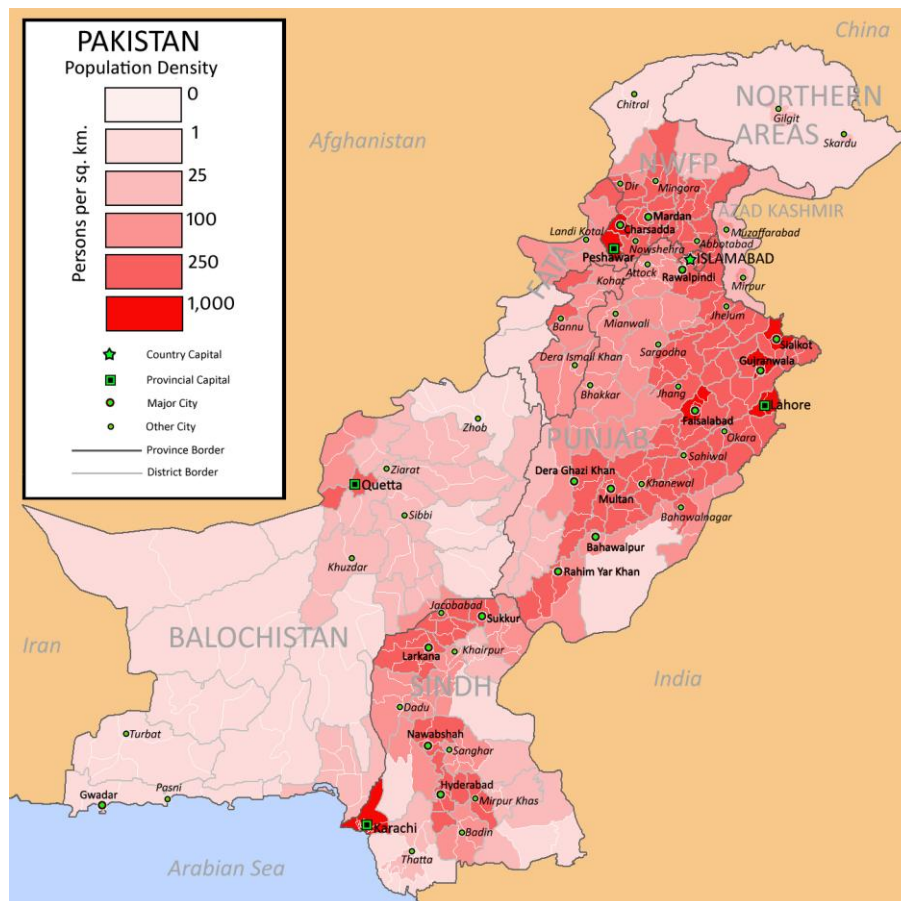 PAKISTAN
Population Density
Persons per sq. km.
0
1
25
100
250
1,000
Country Capital
Provincial Capital
Major City
Other City
Province Border
District Border
China
Afghanistan
Iran
India
Arabian Sea
NORTHERN
AREAS
NWFP
AZAD KASHMIR
FATA
PUNJAB
BALOCHISTAN
SINDH
Chitral
Gilgit
Skardu
Dir
Mingora
Mardan
Charsadda
Landi Kotal
Peshawar
Nowshera
Abbotabad
Muzaffarabad
ISLAMABAD
Attock
Rawalpindi
Kohat
Mirpur
Bannu
Mianwali
Jhelum
Sialkot
Gujranwala
Dera Ismail Khan
Sargodha
Bhakkar
Jhang
Faisalabad
Lahore
Okara
Zhob
Ziarat
Quetta
Sibbi
Khuzdar
Sahiwal
Dera Ghazi Khan
Khanewal
Multan
Bahawalnagar
Bahawalpur
Rahim Yar Khan
Jacobabad
Sukkur
Larkana
Khairpur
Dadu
Nawabshah
Sanghar
Hyderabad
Mirpur Khas
Badin
Karachi
Thatta
Turbat
Pasni
Gwadar